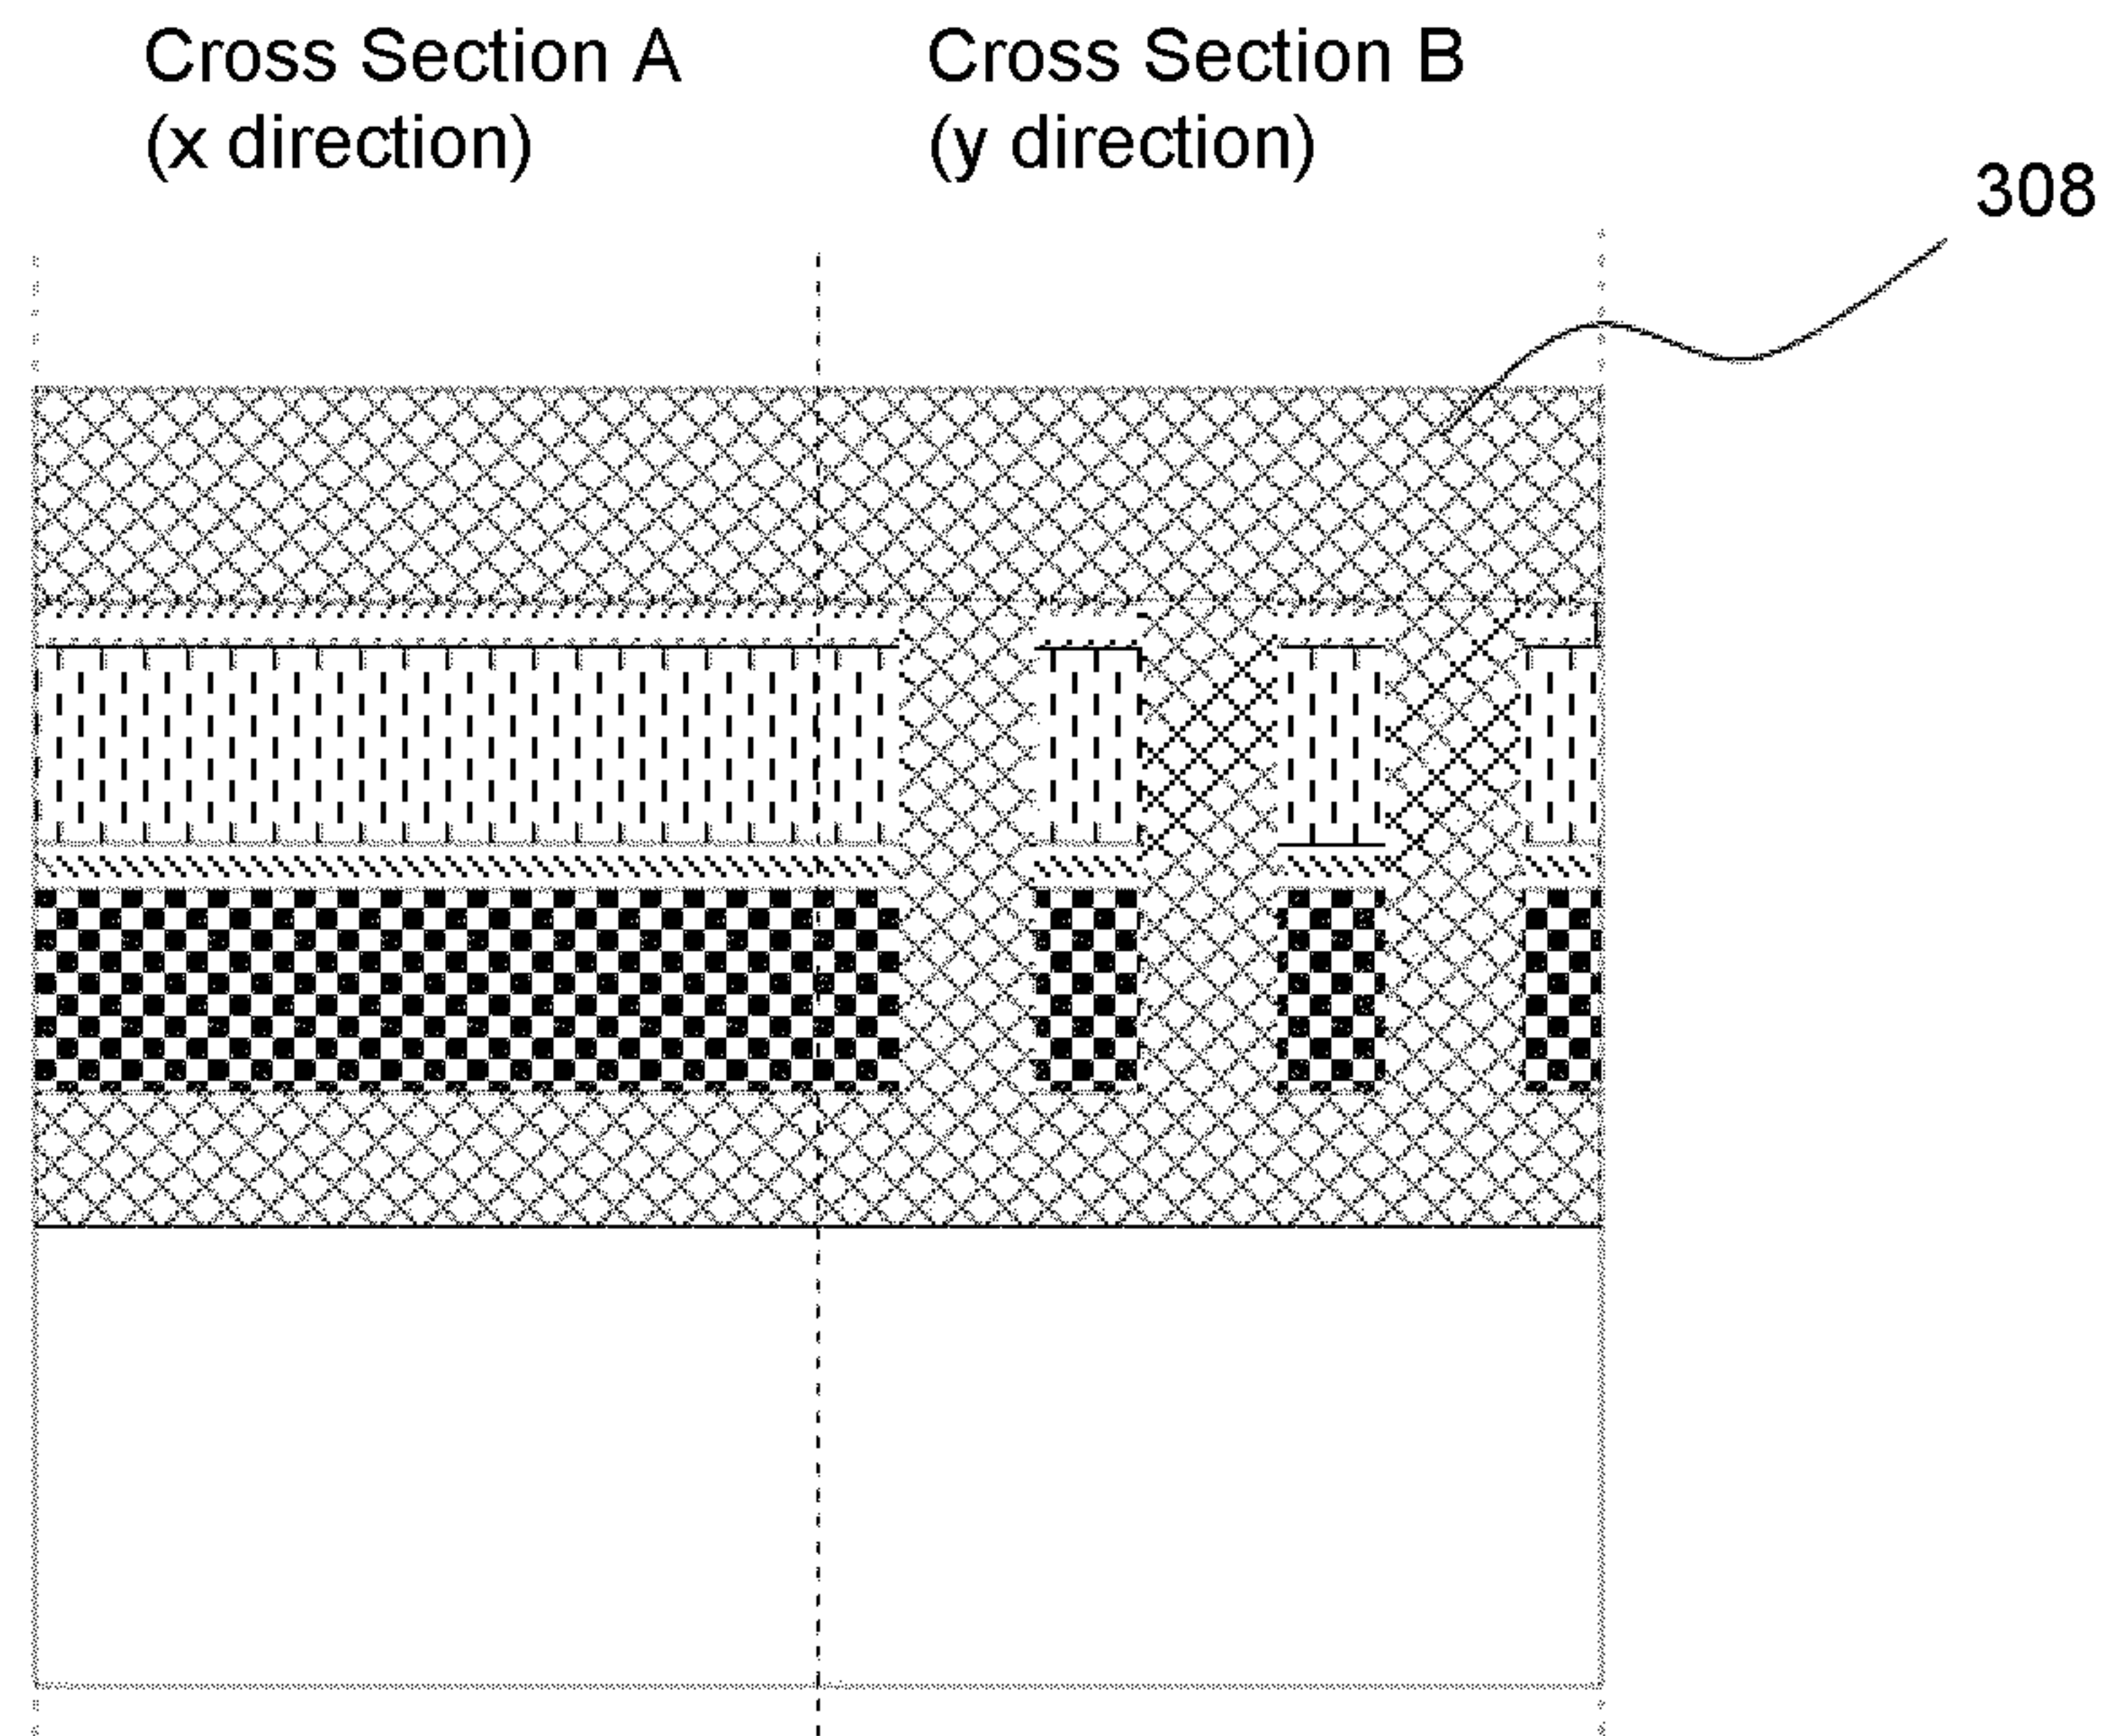 Cross Section A
(x direction)
Cross Section B
(y direction)
308